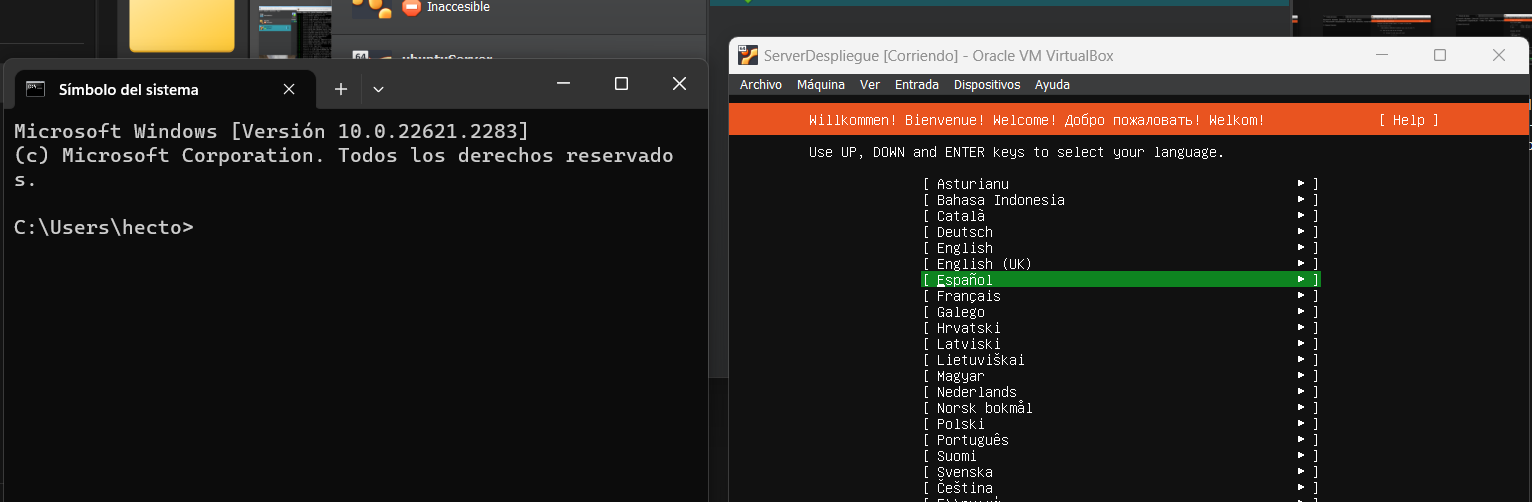 Inaccesible
ubuntuServer
Símbolo del sistema
Microsoft Windows [Versión 10.0.22621.2283]
(c) Microsoft Corporation. Todos los derechos reservado
s.
C:\Users\hecto>
ServerDespliegue [Corriendo] - Oracle VM VirtualBox
Archivo Máquina Ver Entrada Dispositivos Ayuda
Willkommen! Bienvenue! Welcome! Добро пожаловать! Welkom! [ Help ]
Use UP, DOWN and ENTER keys to select your language.
[ Asturianu ▸ ]
[ Bahasa Indonesia ▸ ]
[ Català ▸ ]
[ Deutsch ▸ ]
[ English ▸ ]
[ English (UK) ▸ ]
[ Español ▸ ]
[ Français ▸ ]
[ Galego ▸ ]
[ Hrvatski ▸ ]
[ Latviski ▸ ]
[ Lietuviškai ▸ ]
[ Magyar ▸ ]
[ Nederlands ▸ ]
[ Norsk bokmål ▸ ]
[ Polski ▸ ]
[ Português ▸ ]
[ Suomi ▸ ]
[ Svenska ▸ ]
[ Čeština ▸ ]